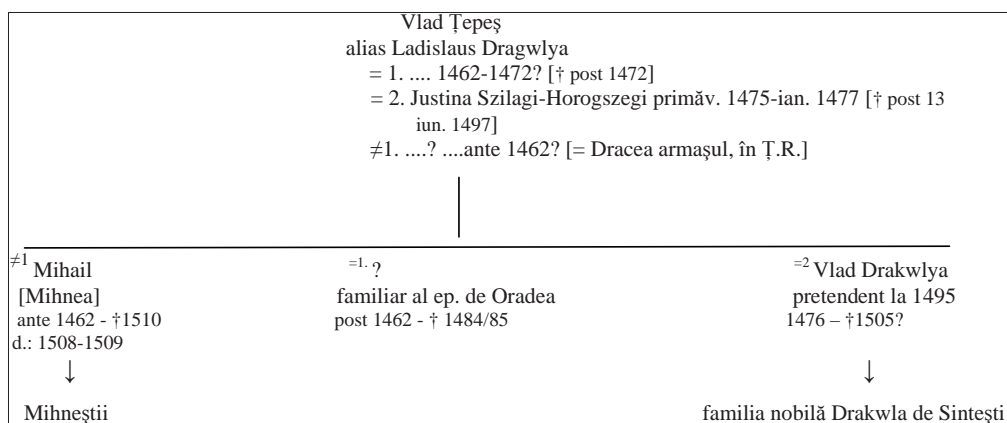 Vlad Țepeș
alias Ladislaus Dragwlya
= 1. .... 1462-1472? [† post 1472]
= 2. Justina Szilagi-Horogszegi primăv. 1475-ian. 1477 [† post 13
iun. 1497]
≠1. ....? ....ante 1462? [= Dracea armașul, în Ț.R.]
≠1 Mihail
[Mihnea]
ante 1462 - †1510
d.: 1508-1509
↓
Mihneștii
=1. ?
familiar al ep. de Oradea
post 1462 - † 1484/85
=2 Vlad Drakwlya
pretendent la 1495
1476 – †1505?
↓
familia nobilă Drakwla de Sintești